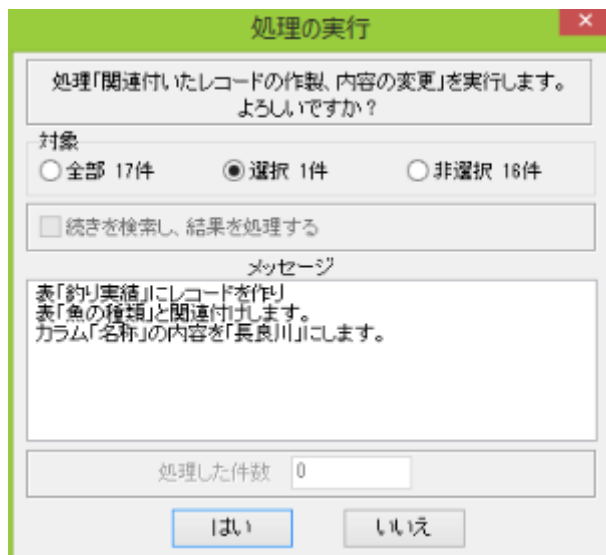 処理の実行
処理「関連付いたレコードの作製、内容の変更」を実行します。
よろしいですか？
対象
全部 17件
選択 1件
非選択 16件
続きを検索し、結果を処理する
メッセージ
表「釣り実績」にレコードを作り
表「魚の種類」と関連付けします。
カラム「名称」の内容を「長良川」にします。
処理した件数 0
はい
いいえ